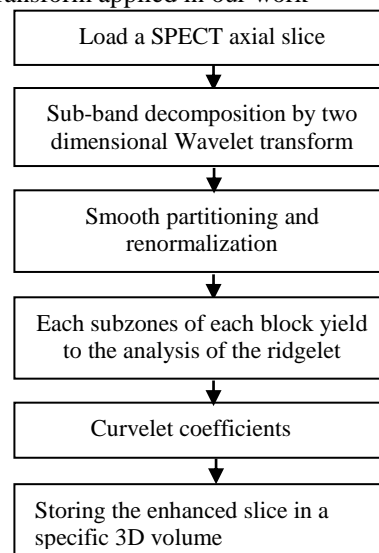 transform applied in our work
Load a SPECT axial slice
Sub-band decomposition by two
dimensional Wavelet transform
Smooth partitioning and
renormalization
Each subzones of each block yield
to the analysis of the ridgelet
Curvelet coefficients
Storing the enhanced slice in a
specific 3D volume